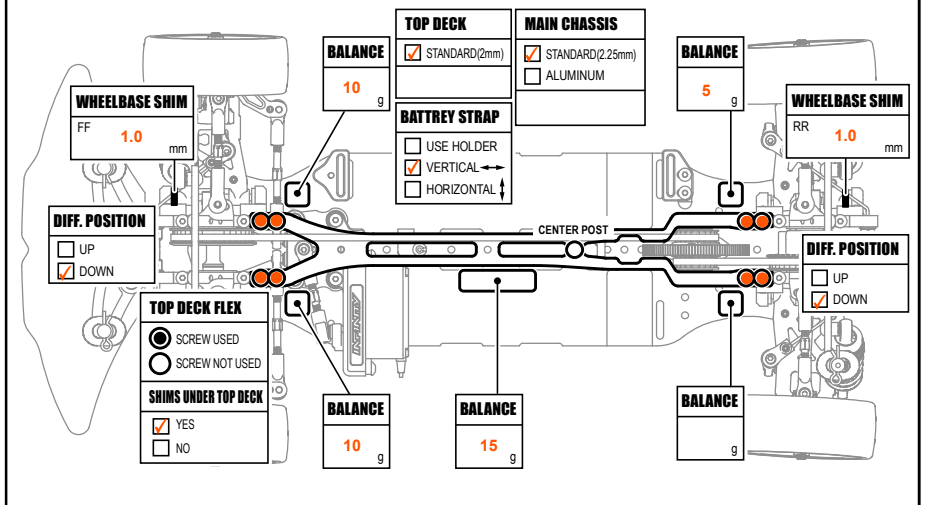 TOP DECK
STANDARD(2mm)
MAIN CHASSIS
STANDARD(2.25mm)
ALUMINUM
BALANCE
10
g
BALANCE
5
g
WHEELBASE SHIM
FF
1.0
mm
BATTREY STRAP
USE HOLDER
VERTICAL
HORIZONTAL
WHEELBASE SHIM
RR
1.0
mm
DIFF. POSITION
UP
DOWN
CENTER POST
DIFF. POSITION
UP
DOWN
TOP DECK FLEX
SCREW USED
SCREW NOT USED
SHIMS UNDER TOP DECK
YES
NO
INFINITY
BALANCE
10
g
BALANCE
15
g
BALANCE
g